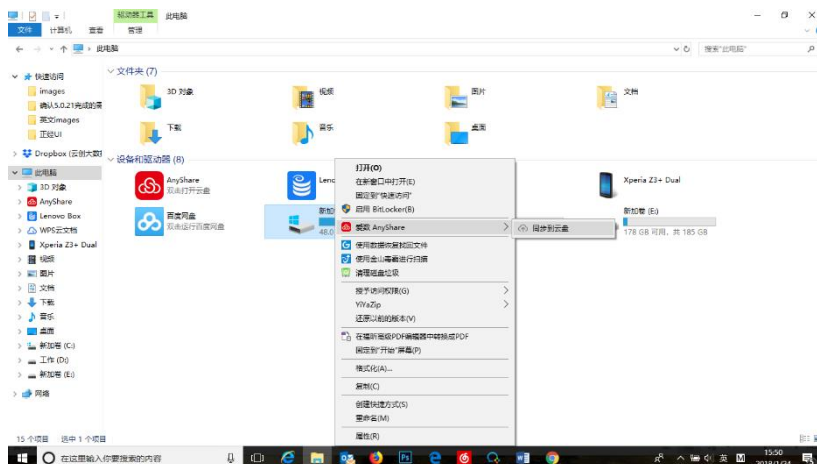 驱动器工具 此电脑
文件 计算机 查看 管理
此电脑
搜索"此电脑"
快速访问
images
确认5.0.21完成的需
英文images
正经UI
Dropbox (云创大数据
此电脑
3D 对象
AnyShare
Lenovo Box
WPS云文档
Xperia Z3+ Dual
视频
图片
文档
下载
音乐
桌面
新加卷 (C:)
工作 (D:)
新加卷 (E:)
网络
文件夹 (7)
3D 对象
视频
图片
文档
下载
音乐
桌面
设备和驱动器 (8)
AnyShare
双击打开云盘
Leno
Xperia Z3+ Dual
百度网盘
双击运行百度网盘
新加
48.0
新加卷 (E:)
178 GB 可用，共 185 GB
打开(O)
在新窗口中打开(E)
固定到"快速访问"
启用 BitLocker(B)
爱数 AnyShare
同步到云盘
使用数据恢复找回文件
使用金山毒霸进行扫描
清理磁盘垃圾
授予访问权限(G)
YiYaZip
还原以前的版本(V)
在福昕高级PDF编辑器中转换成PDF
固定到"开始"屏幕(P)
格式化(A)...
复制(C)
创建快捷方式(S)
重命名(M)
属性(R)
15 个项目 选中 1 个项目
在这里输入你要搜索的内容
英
15:50
2018/1/24